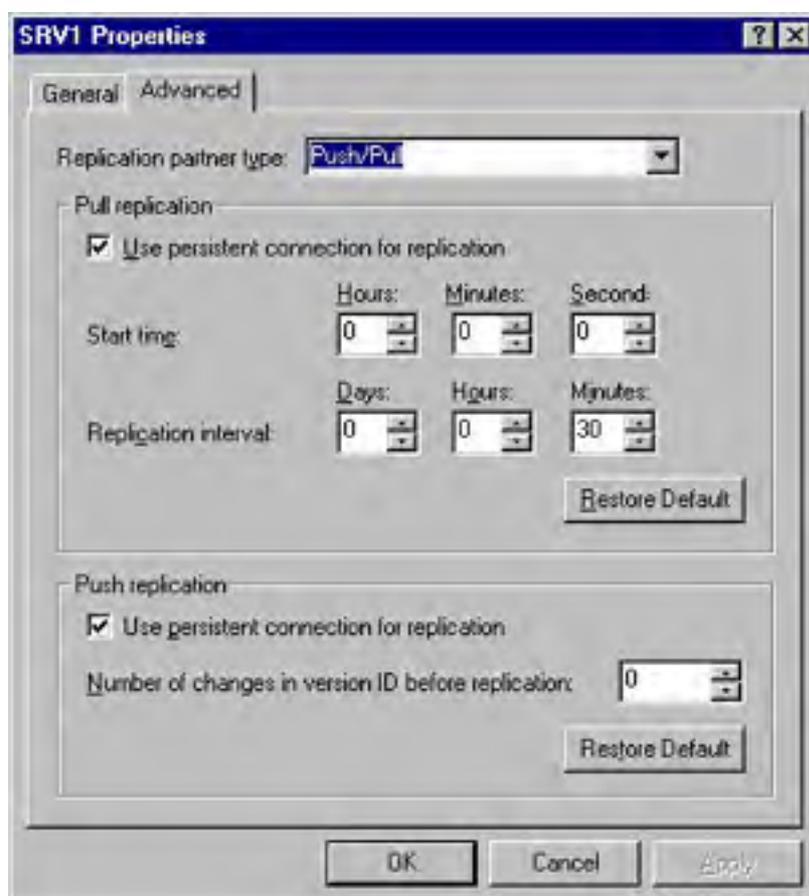 SRV1 Properties
General
Advanced
Replication partner type: Push/Pull
Pull replication
Use persistent connection for replication
Hours: Minutes: Second:
Start time: 0 0 0
Days: Hours: Minutes:
Replication interval: 0 0 30
Restore Default
Push replication
Use persistent connection for replication
Number of changes in version ID before replication: 0
Restore Default
OK Cancel Apply